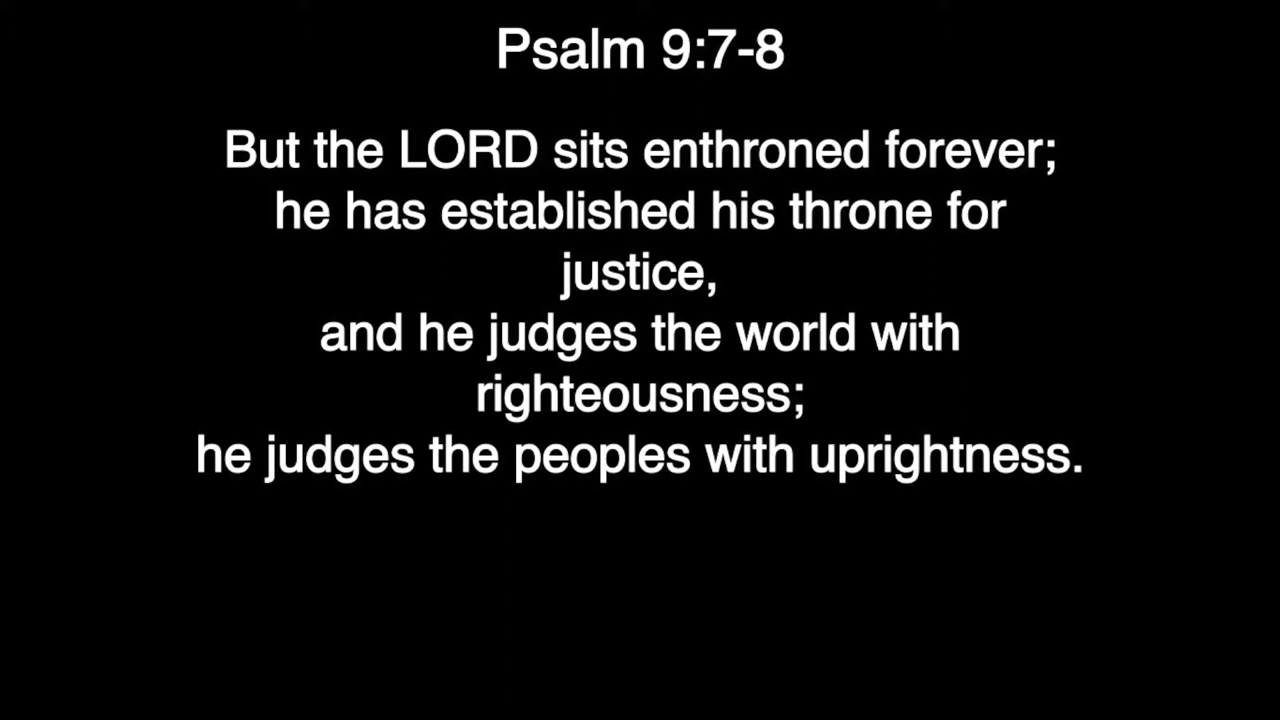 Psalm 9:7-8
But the LORD sits enthroned forever;
he has established his throne for
justice,
and he judges the world with
righteousness;
he judges the peoples with uprightness.